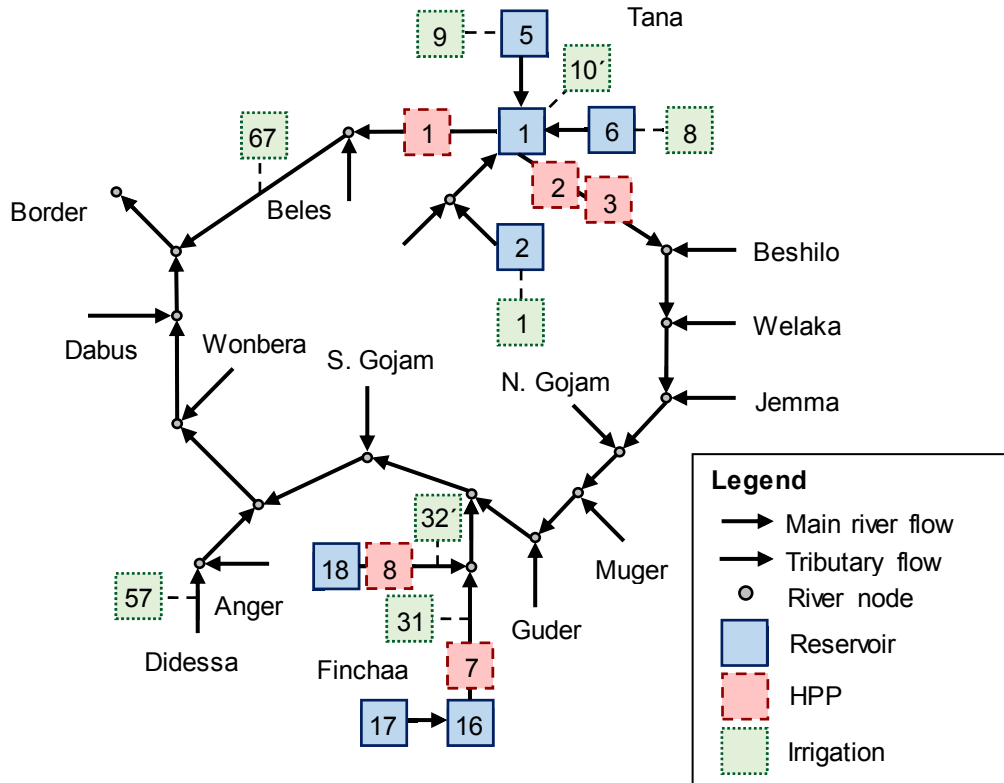 Tana
9
5
10´
67
1
1
6
8
2
3
Border
Beles
2
Beshilo
1
Welaka
Dabus
Wonbera
S. Gojam
N. Gojam
Jemma
Legend
Main river flow
Tributary flow
River node
Reservoir
HPP
Irrigation
32´
18
8
Muger
57
Anger
31
Guder
Didessa
Finchaa
7
17
16